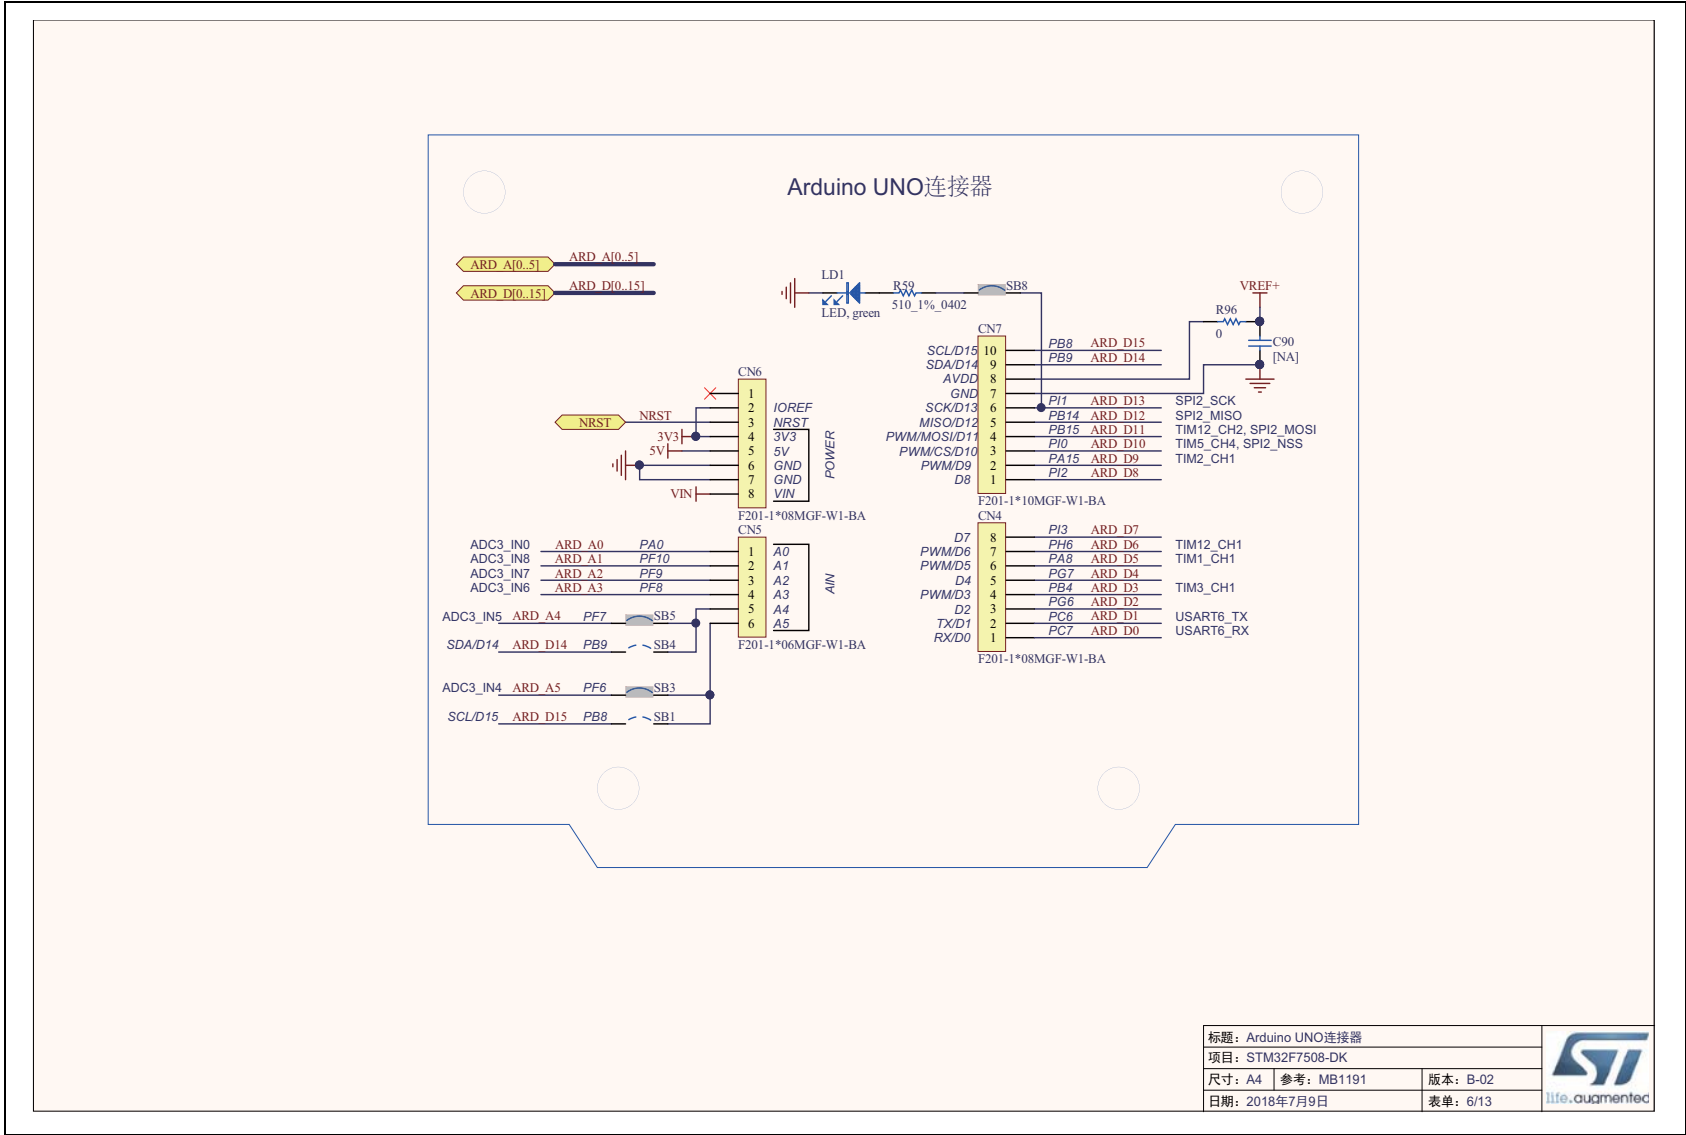 Arduino UNO连接器
ARD_A[0..5] ARD_A[0..5]
ARD_D[0..15] ARD_D[0..15]
LD1
LED, green
R59
510_1%_0402
SB8
VREF+
R96
0
C90
[NA]
CN7
SCL/D15 10 PB8 ARD_D15
SDA/D14 9 PB9 ARD_D14
AVDD 8
GND 7
SCK/D13 6 PI1 ARD_D13 SPI2_SCK
MISO/D12 5 PB14 ARD_D12 SPI2_MISO
PWM/MOSI/D11 4 PB15 ARD_D11 TIM12_CH2, SPI2_MOSI
PWM/CS/D10 3 PI0 ARD_D10 TIM5_CH4, SPI2_NSS
PWM/D9 2 PA15 ARD_D9 TIM2_CH1
D8 1 PI2 ARD_D8
F201-1*10MGF-W1-BA
CN6
1
2 IOREF
NRST NRST 3 NRST
3V3 4 3V3
5V 5 5V
6 GND
7 GND
VIN 8 VIN
POWER
F201-1*08MGF-W1-BA
CN5
ADC3_IN0 ARD_A0 PA0 1 A0
ADC3_IN8 ARD_A1 PF10 2 A1
ADC3_IN7 ARD_A2 PF9 3 A2
ADC3_IN6 ARD_A3 PF8 4 A3
5 A4
6 A5
AIN
ADC3_IN5 ARD_A4 PF7 SB5
SDA/D14 ARD_D14 PB9 SB4
F201-1*06MGF-W1-BA
ADC3_IN4 ARD_A5 PF6 SB3
SCL/D15 ARD_D15 PB8 SB1
CN4
D7 8 PI3 ARD_D7
PWM/D6 7 PH6 ARD_D6 TIM12_CH1
PWM/D5 6 PA8 ARD_D5 TIM1_CH1
D4 5 PG7 ARD_D4
PWM/D3 4 PB4 ARD_D3 TIM3_CH1
D2 3 PG6 ARD_D2
TX/D1 2 PC6 ARD_D1 USART6_TX
RX/D0 1 PC7 ARD_D0 USART6_RX
F201-1*08MGF-W1-BA
标题：Arduino UNO连接器
项目：STM32F7508-DK
尺寸：A4 参考：MB1191 版本：B-02
日期：2018年7月9日 表单：6/13
ST
life.augmented